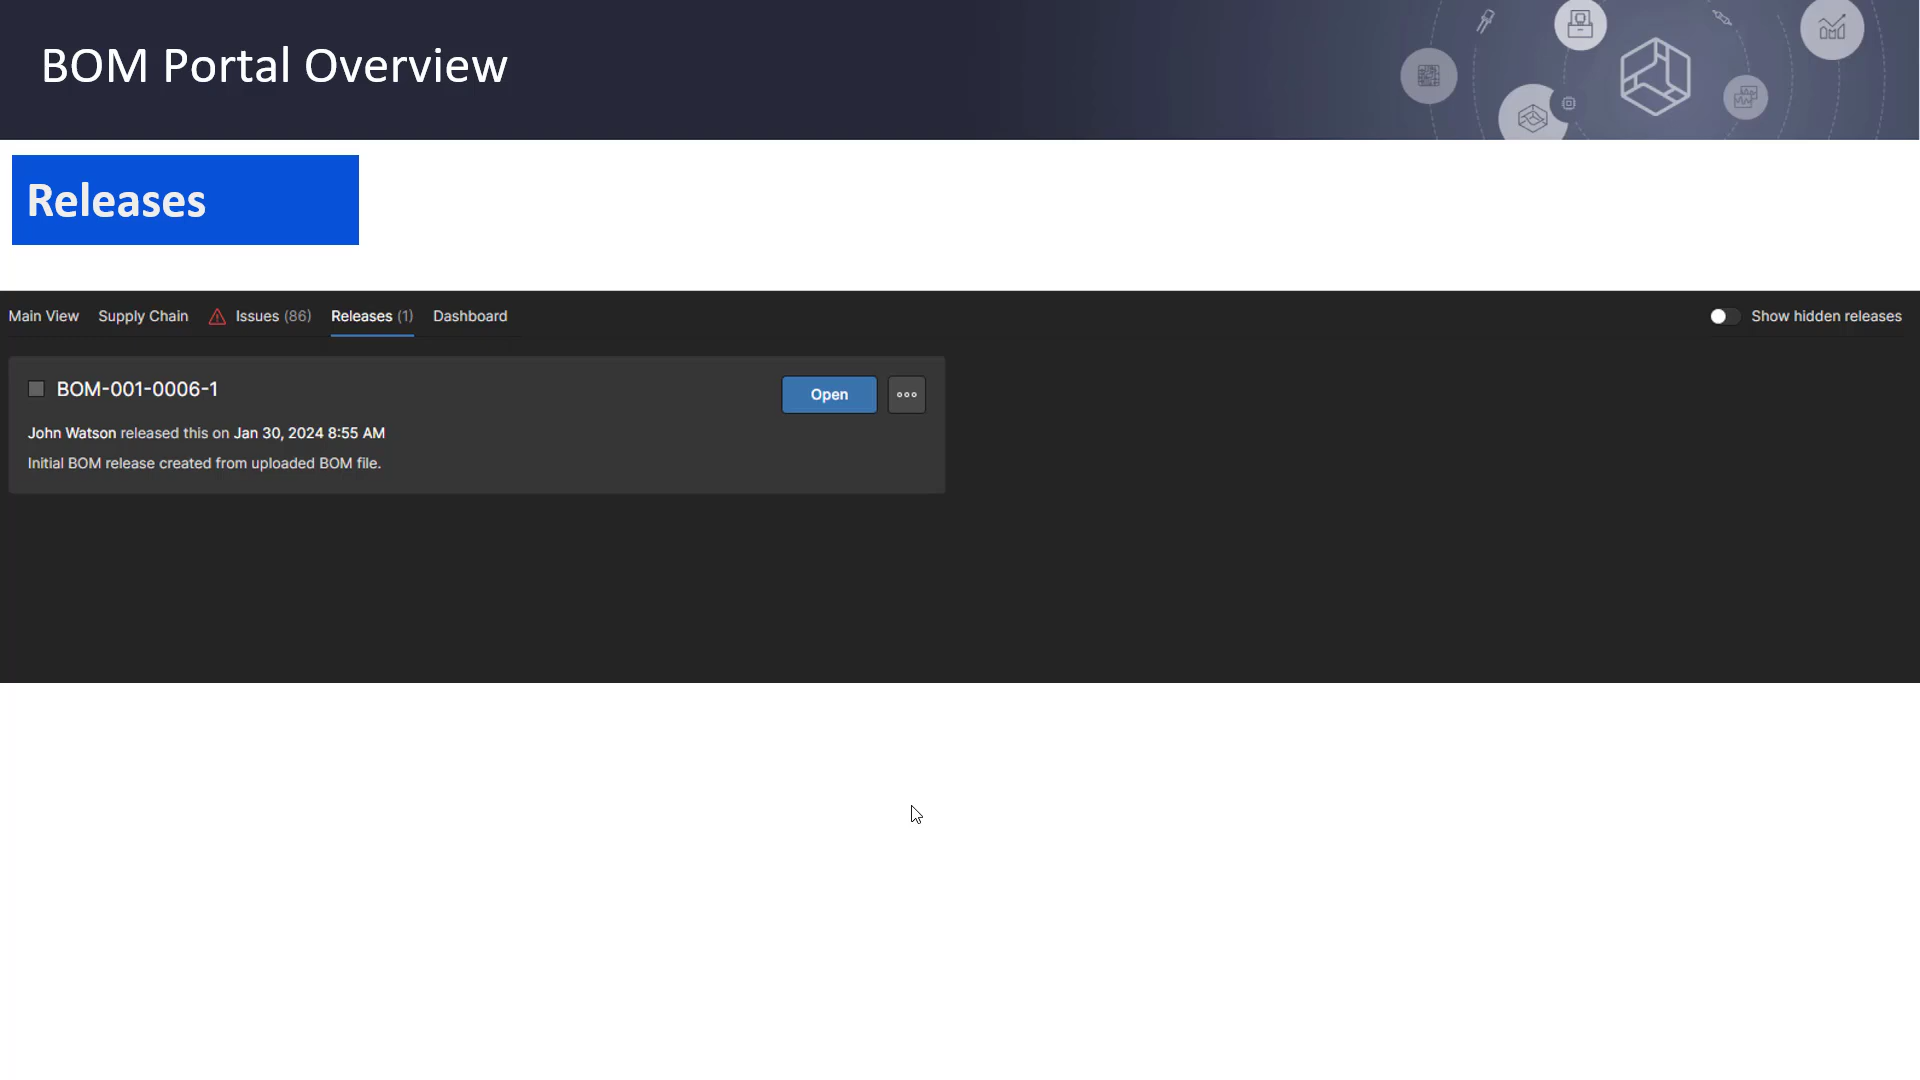 BOM Portal Overview
Releases
Main View Supply Chain Issues (86) Releases (1) Dashboard Show hidden releases
BOM-001-0006-1 Open
John Watson released this on Jan 30, 2024 8:55 AM
Initial BOM release created from uploaded BOM file.